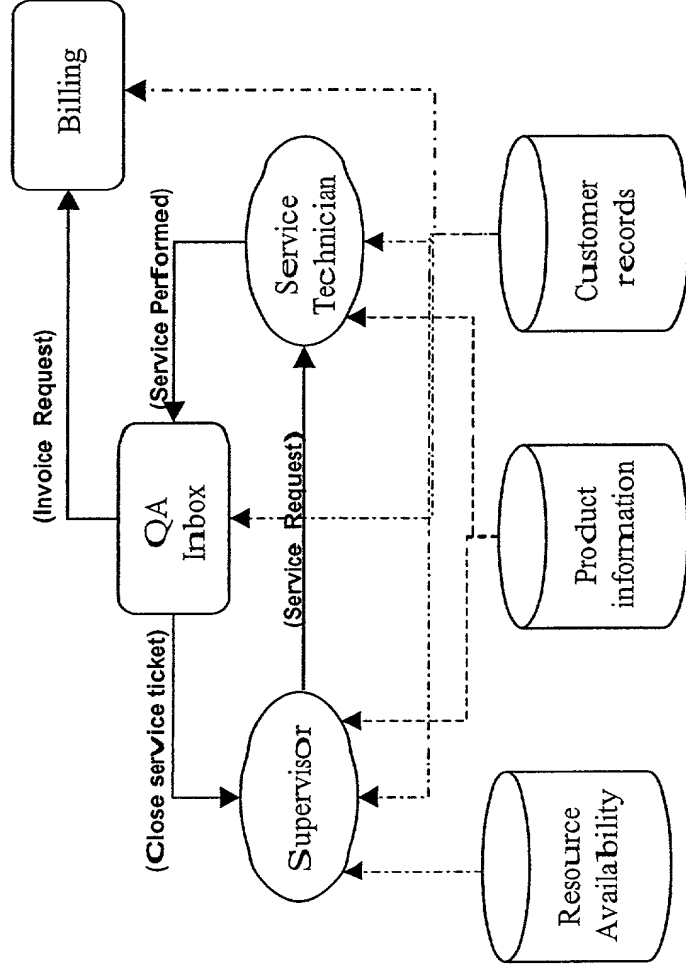 Billing
(Invoice Request)
QA
Inbox
(Service Performed)
Service
Technician
(Close service ticket)
(Service Request)
Supervisor
Resource
Availability
Product
information
Customer
records